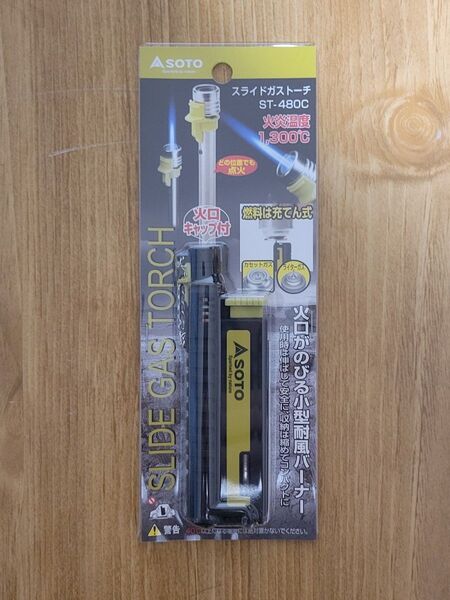 SOTO
スライドガストーチ
ST-480C
火炎温度
1,300℃
どの位置でも
点火
火口
キャップ付
燃料は充てん式
カセットガス
ライターガス
SLIDE GAS TORCH
SOTO
火口がのびる小型耐風バーナー
使用時は伸ばして安全に、収納は縮めてコンパクトに
警告